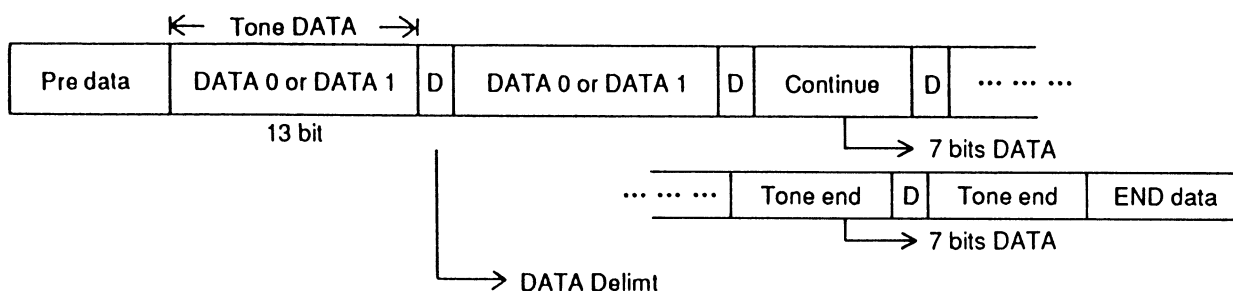 Tone DATA
Pre data DATA 0 or DATA 1 D DATA 0 or DATA 1 D Continue D ... ... ...
13 bit
7 bits DATA
... ... ... Tone end D Tone end END data
7 bits DATA
DATA Delimt